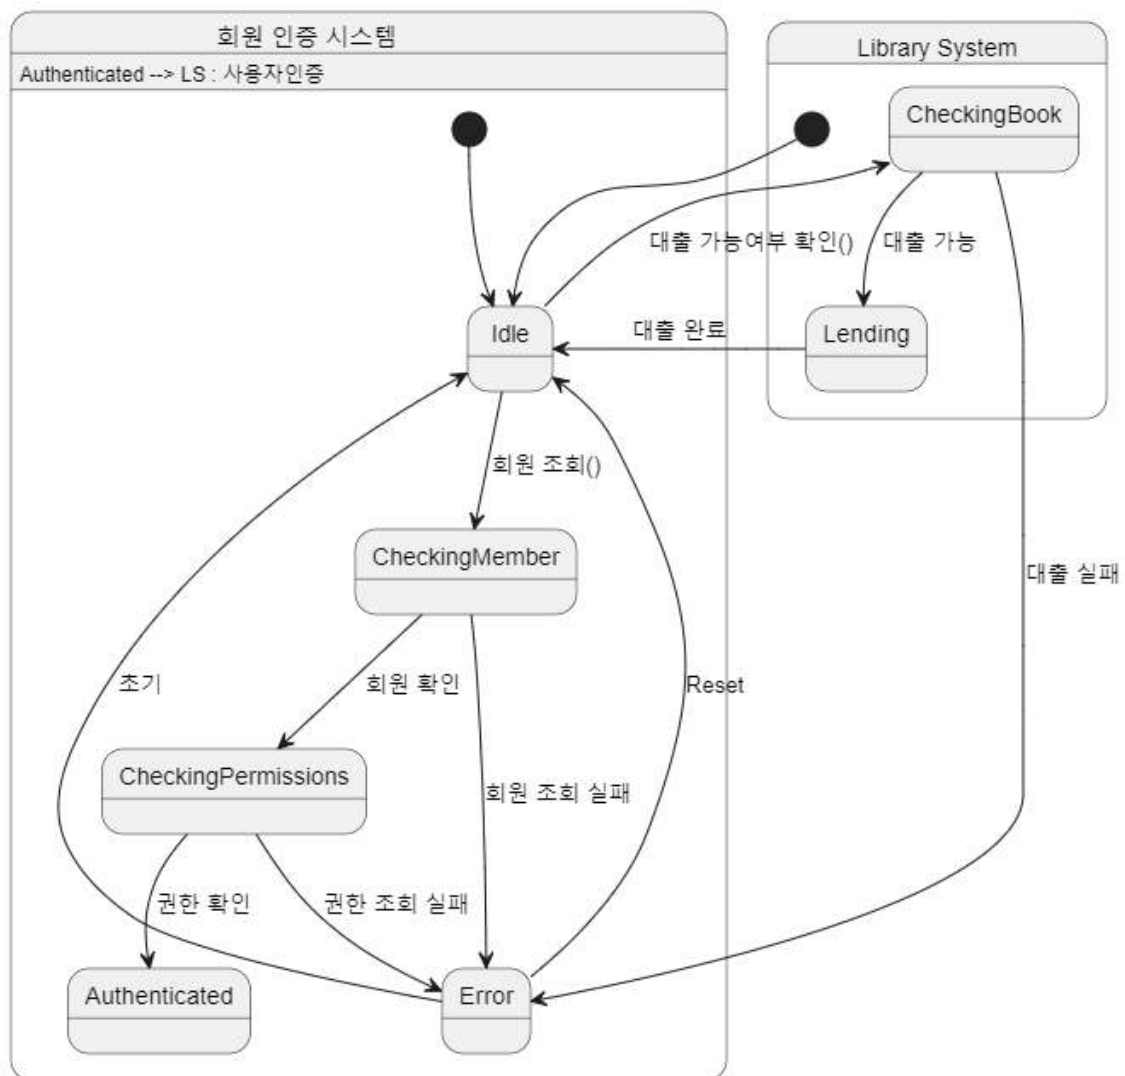 회원 인증 시스템
Authenticated --> LS : 사용자인증
Library System
CheckingBook
대출 가능여부 확인()
대출 가능
Idle
대출 완료
Lending
회원 조회()
CheckingMember
대출 실패
초기
회원 확인
Reset
CheckingPermissions
회원 조회 실패
권한 확인
권한 조회 실패
Authenticated
Error